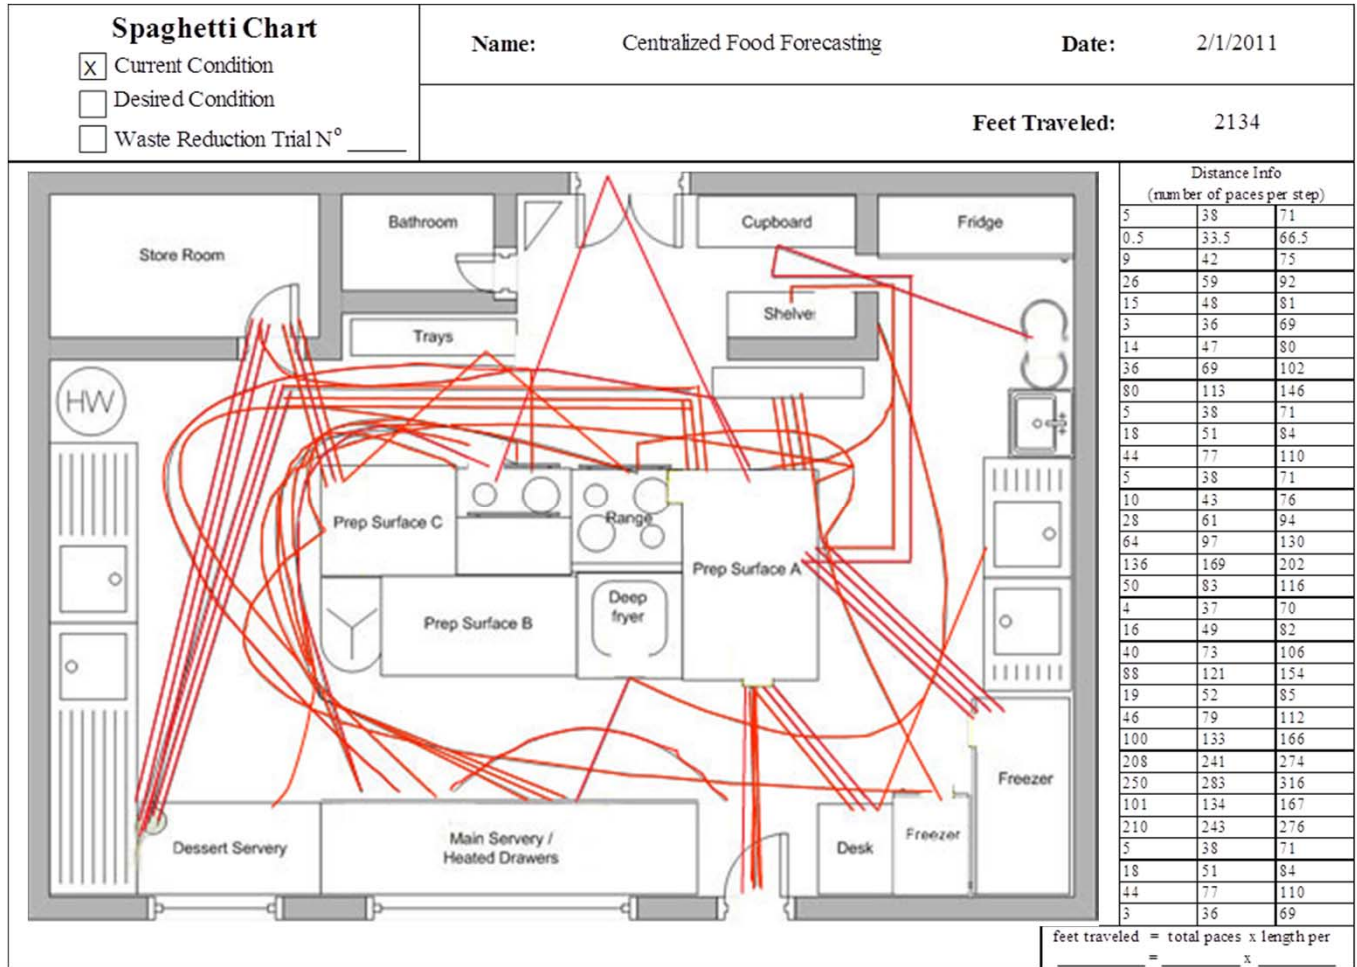 Spaghetti Chart
X Current Condition
Desired Condition
Waste Reduction Trial Nº ______
Name: Centralized Food Forecasting Date: 2/1/2011
Feet Traveled: 2134
Store Room
Bathroom
Cupboard
Fridge
Trays
Shelve
HW
Prep Surface C
Range
Prep Surface A
Prep Surface B
Deep
fryer
Freezer
Dessert Servery
Main Servery /
Heated Drawers
Desk
Freezer
Distance Info
(number of paces per step)
5 38 71
0.5 33.5 66.5
9 42 75
26 59 92
15 48 81
3 36 69
14 47 80
36 69 102
80 113 146
5 38 71
18 51 84
44 77 110
5 38 71
10 43 76
28 61 94
64 97 130
136 169 202
50 83 116
4 37 70
16 49 82
40 73 106
88 121 154
19 52 85
46 79 112
100 133 166
208 241 274
250 283 316
101 134 167
210 243 276
5 38 71
18 51 84
44 77 110
3 36 69
feet traveled = total paces x length per
________ = ________ x ________